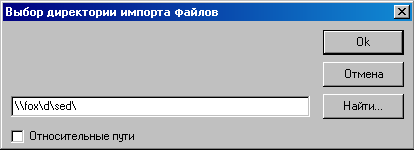 Выбор директории импорта файлов
Ok
Отмена
\\fox\d\sed\
Найти...
Относительные пути